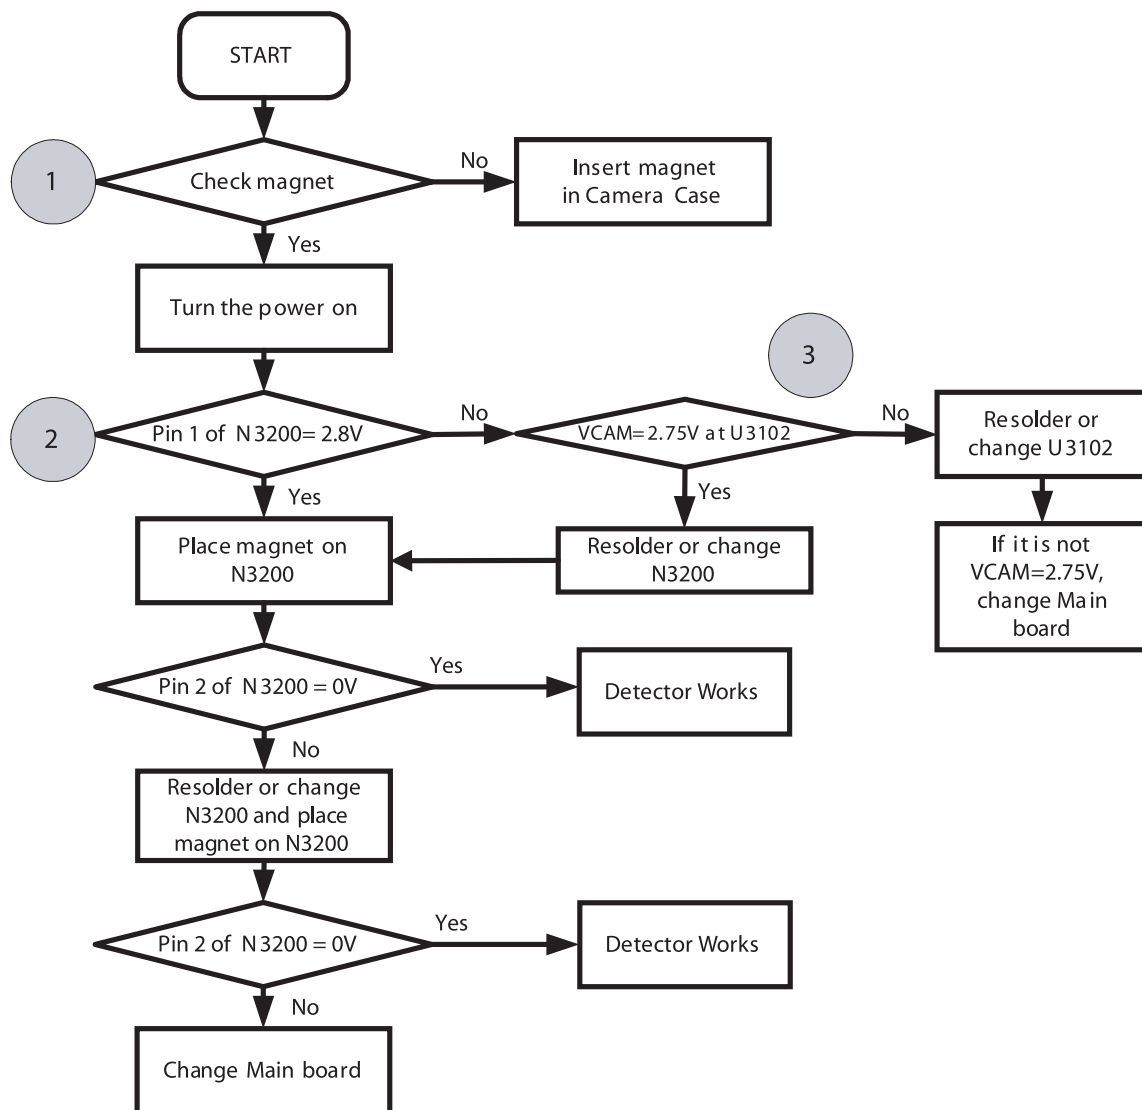 START
1
Check magnet
No
Insert magnet
in Camera Case
Yes
Turn the power on
3
2
Pin 1 of N3200= 2.8V
No
VCAM=2.75V at U3102
No
Resolder or
change U3102
Yes
Yes
Place magnet on
N3200
Resolder or change
N3200
If it is not
VCAM=2.75V,
change Main
board
Pin 2 of N3200 = 0V
Yes
Detector Works
No
Resolder or change
N3200 and place
magnet on N3200
Pin 2 of N3200 = 0V
Yes
Detector Works
No
Change Main board